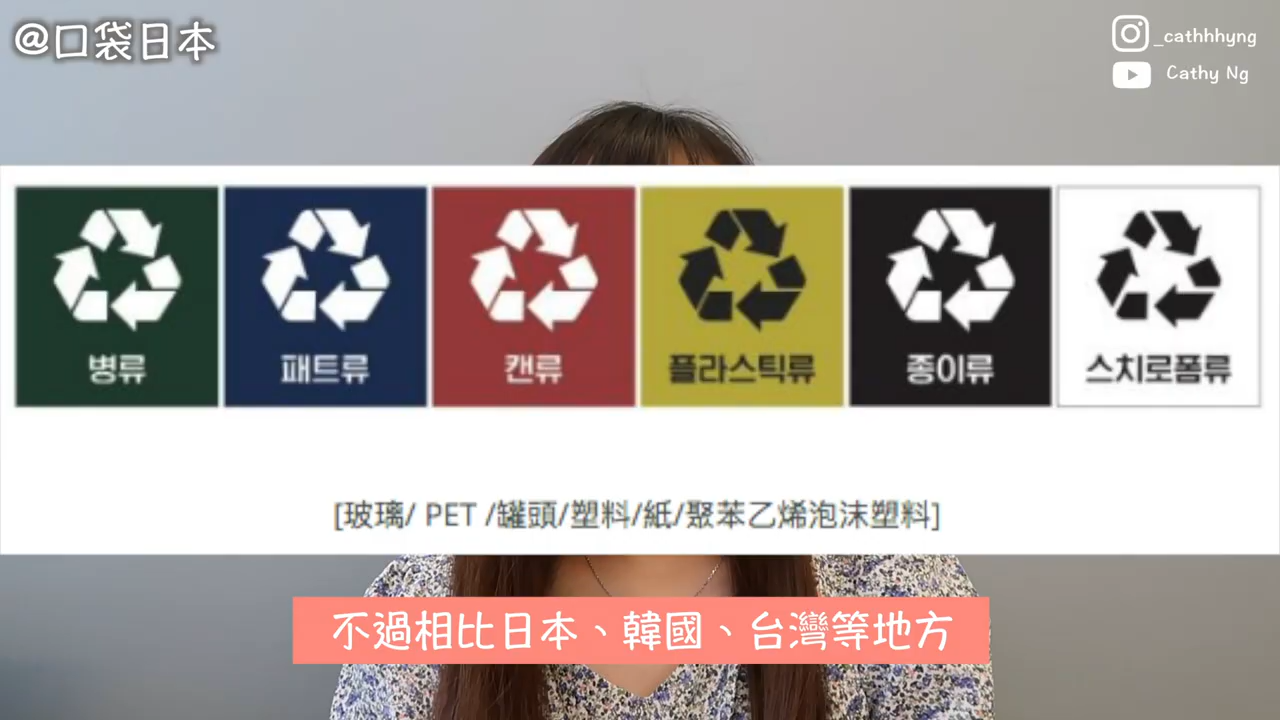 @口袋日本
_cathhhyng
Cathy Ng
병류
패트류
캔류
플라스틱류
종이류
스치로폼류
[玻璃/ PET /罐頭/塑料/紙/聚苯乙烯泡沫塑料]
不過相比日本、韓國、台灣等地方